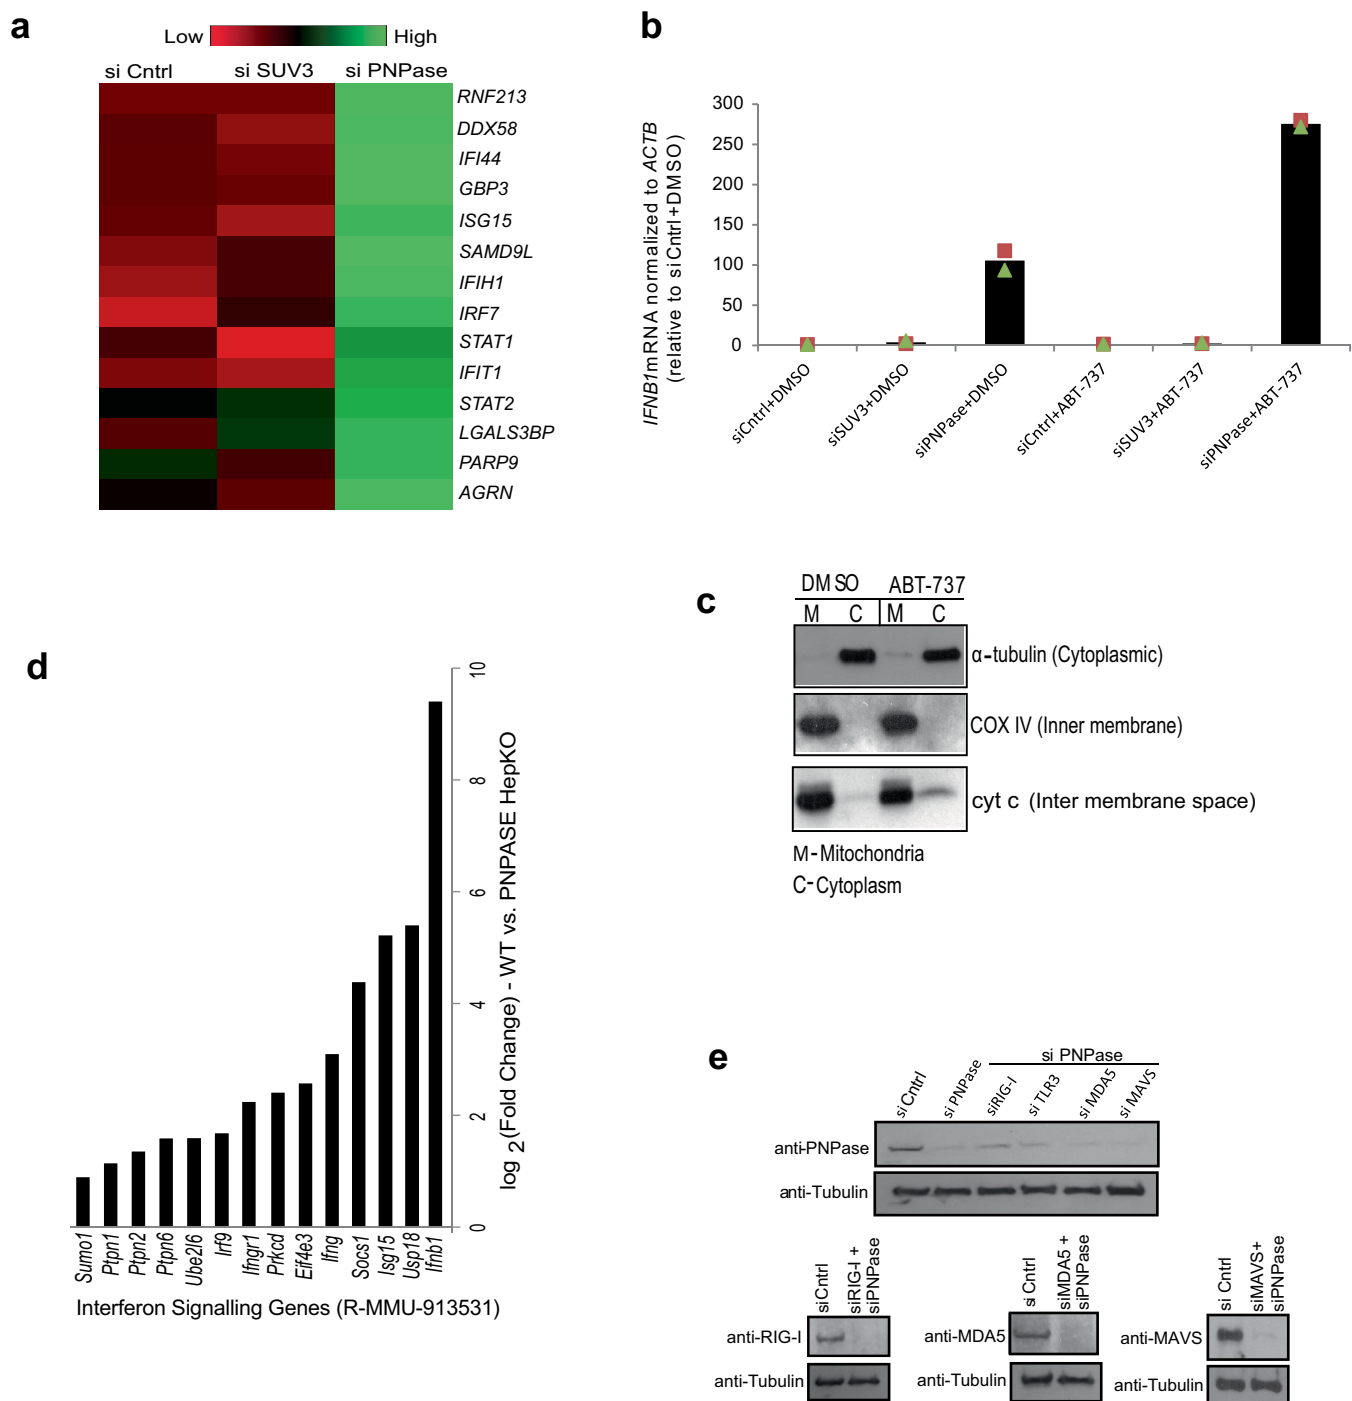 a
Low High
si Cntrl si SUV3 si PNPase
RNF213
DDX58
IFI44
GBP3
ISG15
SAMD9L
IFIH1
IRF7
STAT1
IFIT1
STAT2
LGALS3BP
PARP9
AGRN
b
IFNB1mRNA normalized to ACTB
(relative to siCntrl+DMSO)
300
250
200
150
100
50
0
siCntrl+DMSO
siSUV3+DMSO
siPNPase+DMSO
siCntrl+ABT-737
siSUV3+ABT-737
siPNPase+ABT-737
c
DMSO ABT-737
M C M C
α-tubulin (Cytoplasmic)
COX IV (Inner membrane)
cyt c (Inter membrane space)
M-Mitochondria
C-Cytoplasm
d
0 2 4 6 8 10
log 2(Fold Change) - WT vs. PNPASE HepKO
Sumo1
Ptpn1
Ptpn2
Ptpn6
Ube2l6
Irf9
Ifngr1
Prkcd
Eif4e3
Ifng
Socs1
Isg15
Usp18
Ifnb1
Interferon Signalling Genes (R-MMU-913531)
e
si PNPase
si Cntrl
si PNPase
siRIG-I
si TLR3
si MDA5
si MAVS
anti-PNPase
anti-Tubulin
siCntrl
siRIG-I +
siPNPase
anti-RIG-I
anti-Tubulin
si Cntrl
siMDA5 +
siPNPase
anti-MDA5
anti-Tubulin
si Cntrl
siMAVS+
siPNPase
anti-MAVS
anti-Tubulin